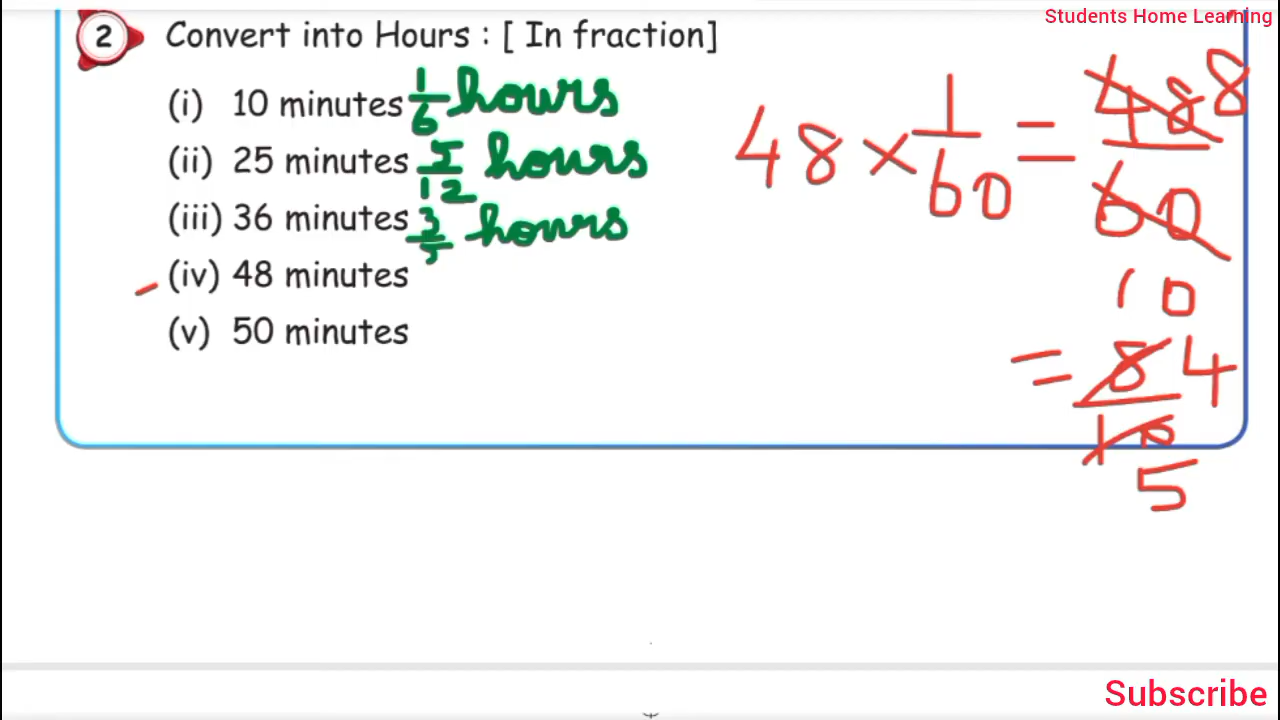 Students Home Learning
2 Convert into Hours : [ In fraction]
(i) 10 minutes 1/6 hours
(ii) 25 minutes 5/12 hours
(iii) 36 minutes 3/5 hours
(iv) 48 minutes
(v) 50 minutes
48 × 1/60 = 48/60
8
10
= 8/10
4
5
Subscribe